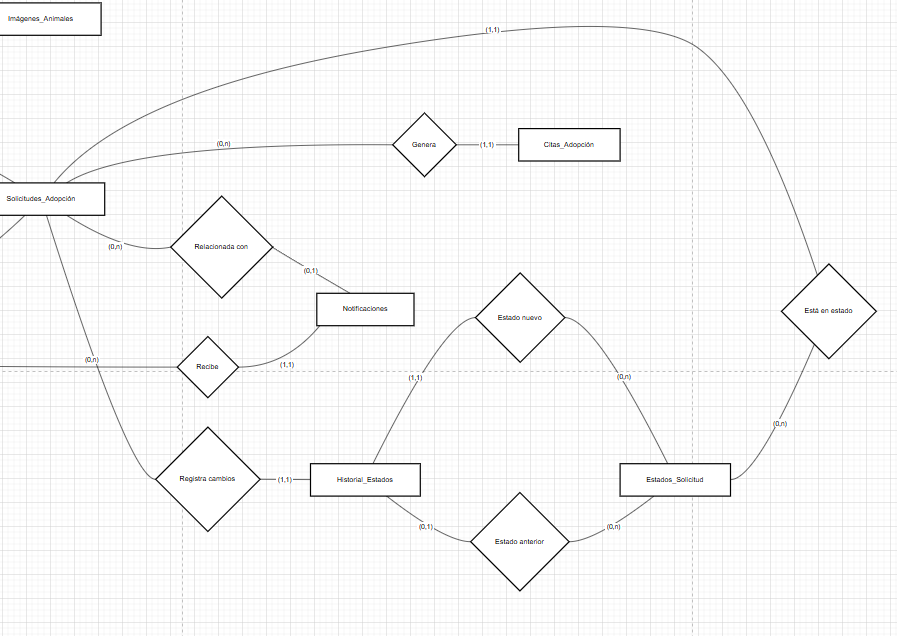 Imágenes_Animales
(1,1)
(0,n)
Genera
(1,1)
Citas_Adopción
Solicitudes_Adopción
(0,n)
Relacionada con
(0,1)
Notificaciones
Estado nuevo
Está en estado
(0,n)
Recibe
(1,1)
(1,1)
(0,n)
(0,n)
Registra cambios
(1,1)
Historial_Estados
Estados_Solicitud
(0,1)
Estado anterior
(0,n)